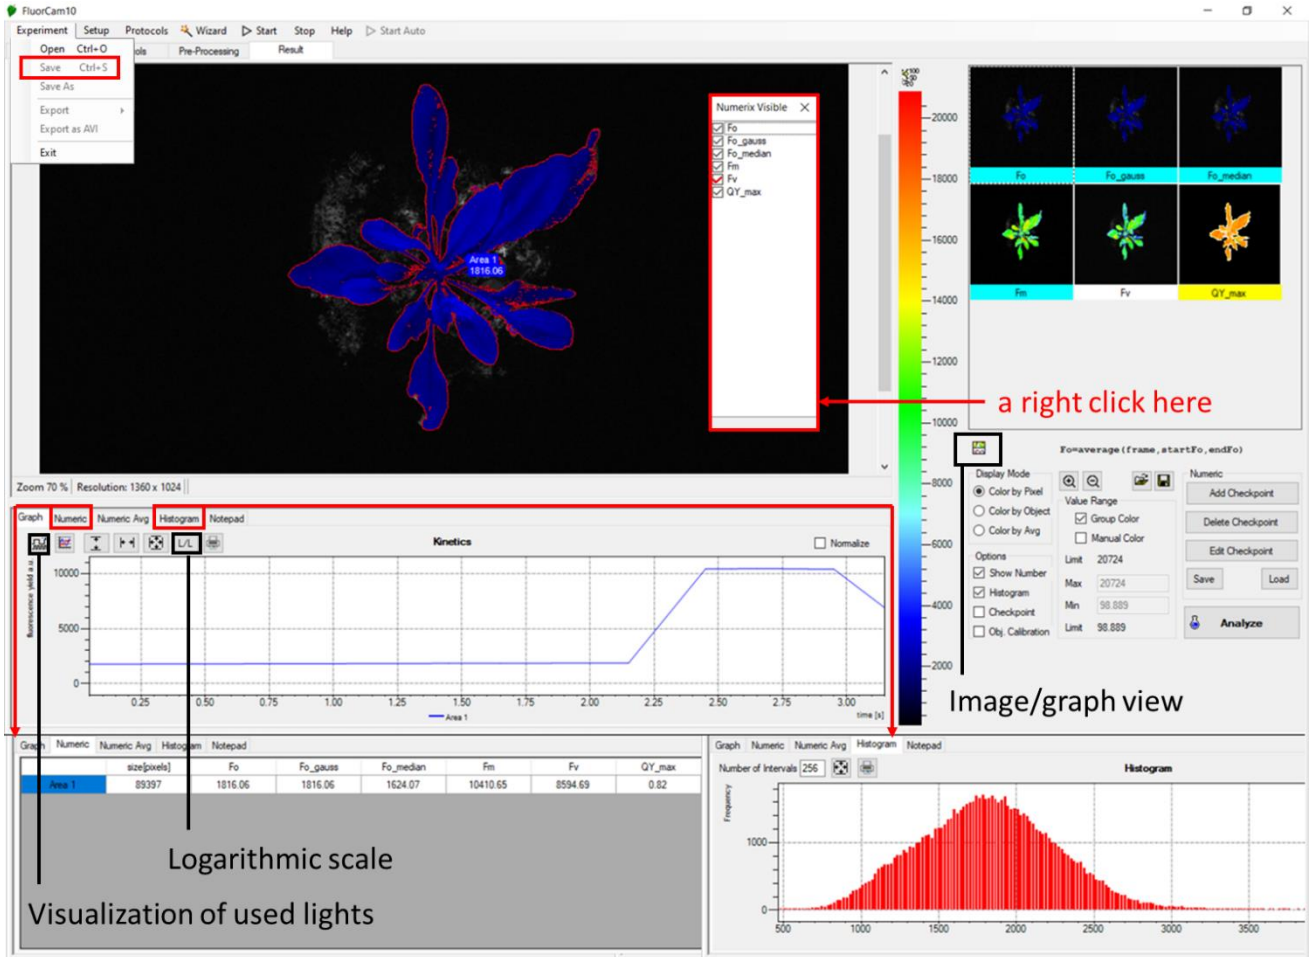 FluorCam10
Experiment Setup Protocols Wizard Start Stop Help Start Auto
Open Ctrl+O
Save Ctrl+S
Save As
Export
Export as AVI
Exit
ols Pre-Processing Result
Area 1
1816.06
Numerix Visible
Fo
Fo_gauss
Fo_median
Fm
Fv
QY_max
20000
18000
16000
14000
12000
10000
8000
6000
4000
2000
Fo Fo_gauss Fo_median
Fm Fv QY_max
a right click here
Fo=average(frame,startFo,endFo)
Zoom 70 % Resolution: 1360 x 1024
Display Mode
Color by Pixel
Color by Object
Color by Avg
Options
Show Number
Histogram
Checkpoint
Obj. Calibration
Value Range
Group Color
Manual Color
Limit 20724
Max 20724
Min 98.889
Limit 98.889
Numeric
Add Checkpoint
Delete Checkpoint
Edit Checkpoint
Save Load
Analyze
Image/graph view
Graph Numeric Numeric Avg Histogram Notepad
Kinetics
Normalize
fluorescence yield a.u.
10000
5000
0
0.25 0.50 0.75 1.00 1.25 1.50 1.75 2.00 2.25 2.50 2.75 3.00
Area 1
time [s]
Graph Numeric Numeric Avg Histogram Notepad
size[pixels] Fo Fo_gauss Fo_median Fm Fv QY_max
Area 1 89397 1816.06 1816.06 1624.07 10410.65 8594.69 0.82
Logarithmic scale
Visualization of used lights
Graph Numeric Numeric Avg Histogram Notepad
Number of Intervals 256
Histogram
Frequency
1000
0
500 1000 1500 2000 2500 3000 3500